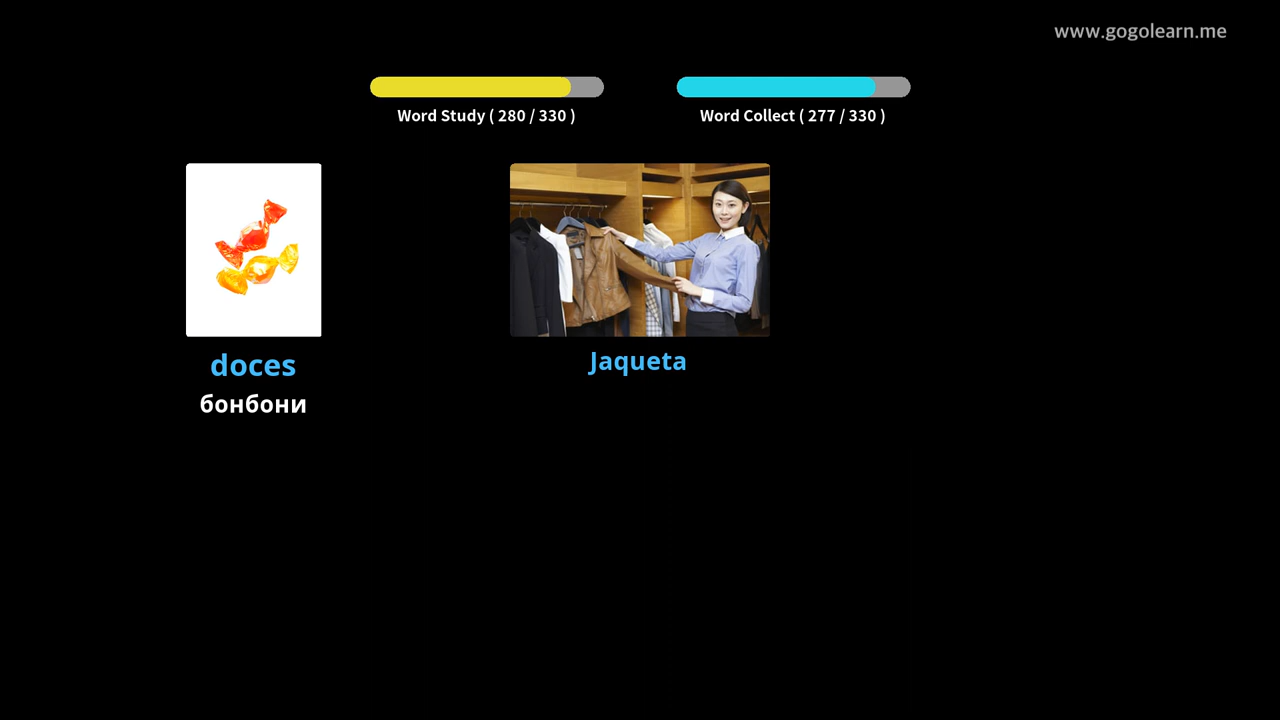 www.gogolearn.me
Word Study ( 280 / 330 )
Word Collect ( 277 / 330 )
doces
бонбони
Jaqueta